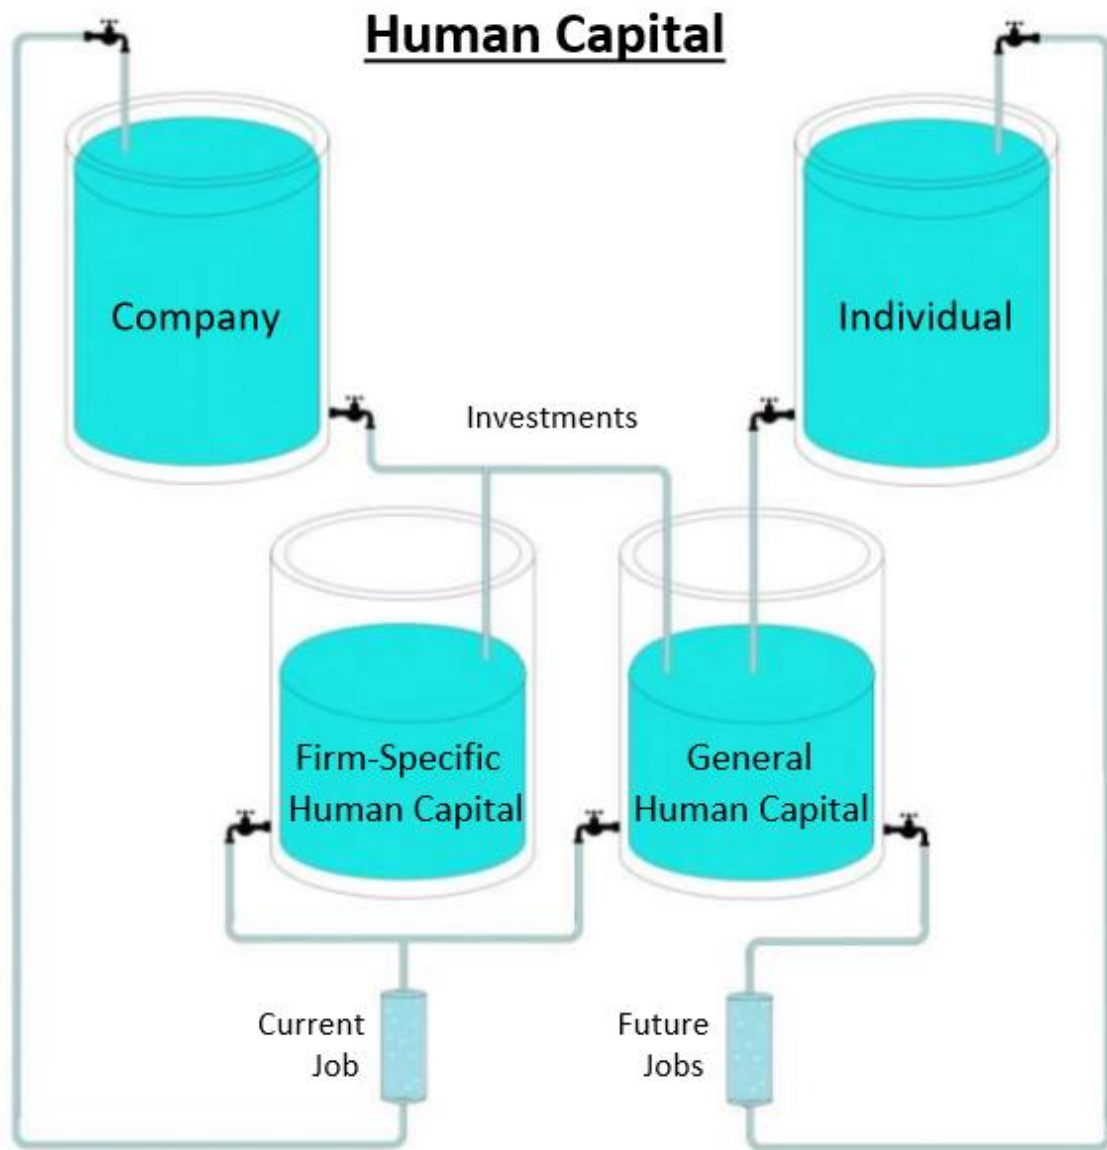 Human Capital
Company
Individual
Investments
Firm-Specific
Human Capital
General
Human Capital
Current
Job
Future
Jobs